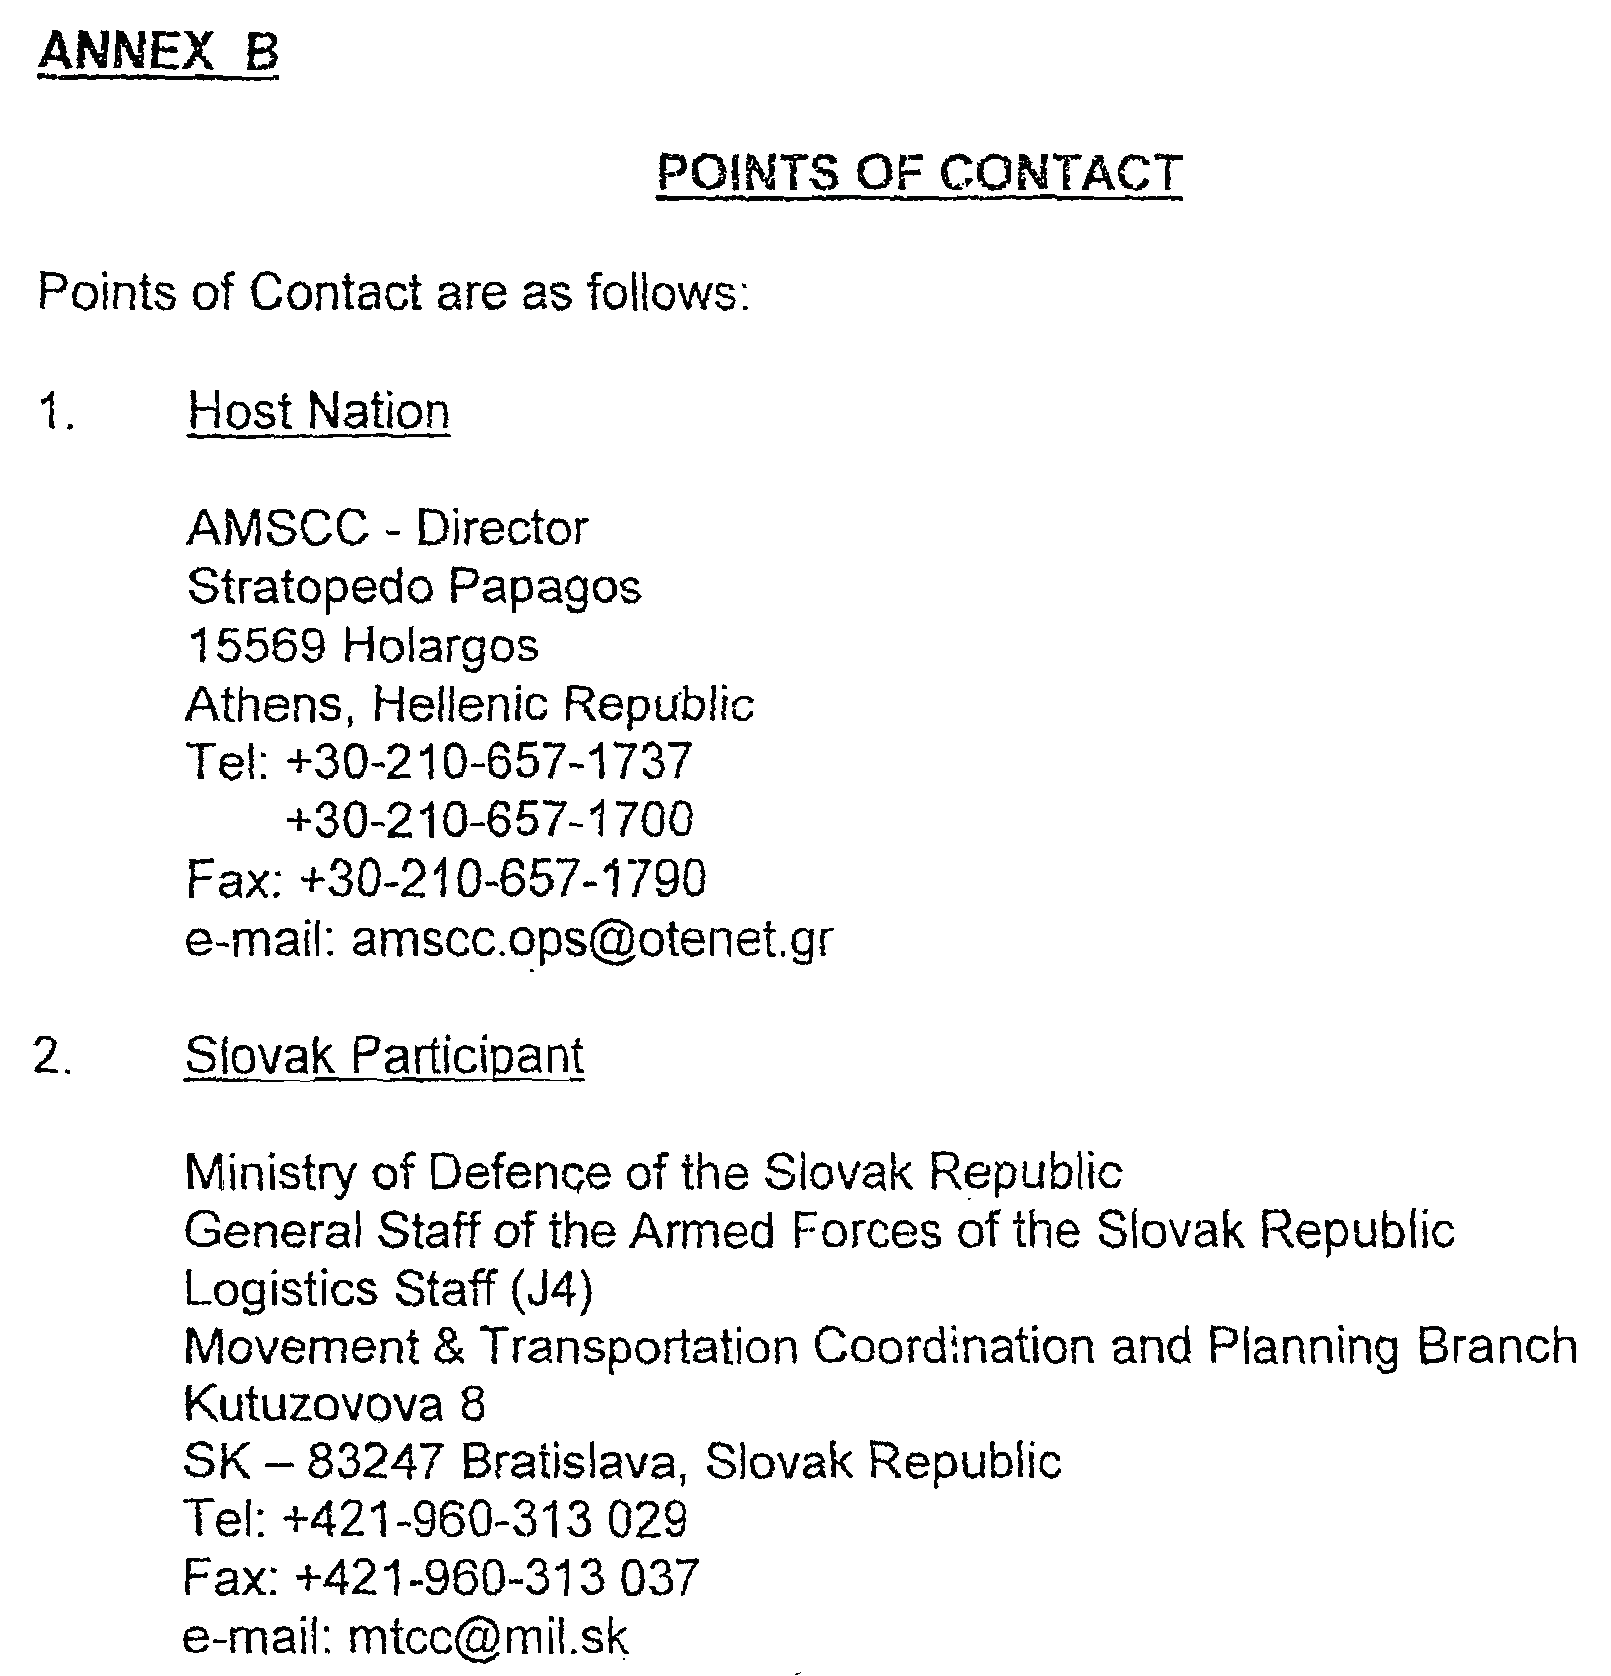 ANNEX B
POINTS OF CONTACT
Points of Contact are as follows:
1. Host Nation
AMSCC - Director
Stratopedo Papagos
15569 Holargos
Athens, Hellenic Republic
Tel: +30-210-657-1737
+30-210-657-1700
Fax: +30-210-657-1790
e-mail: amscc.ops@otenet.gr
2. Slovak Participant
Ministry of Defence of the Slovak Republic
General Staff of the Armed Forces of the Slovak Republic
Logistics Staff (J4)
Movement & Transportation Coordination and Planning Branch
Kutuzovova 8
SK – 83247 Bratislava, Slovak Republic
Tel: +421-960-313 029
Fax: +421-960-313 037
e-mail: mtcc@mil.sk